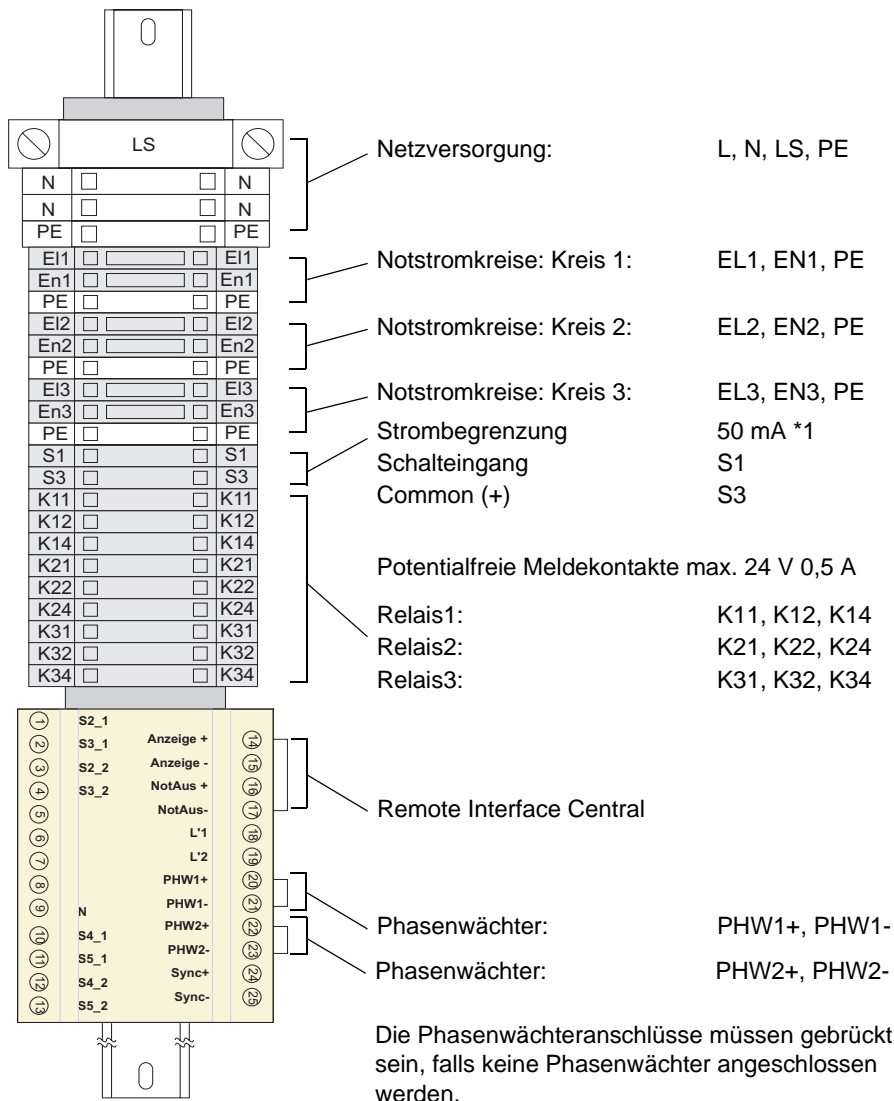 LS
N N
N N
PE PE
El1 El1
En1 En1
PE PE
El2 El2
En2 En2
PE PE
El3 El3
En3 En3
PE PE
S1 S1
S3 S3
K11 K11
K12 K12
K14 K14
K21 K21
K22 K22
K24 K24
K31 K31
K32 K32
K34 K34
1 S2_1
2 S3_1 Anzeige + 14
3 S2_2 Anzeige - 15
4 S3_2 NotAus + 16
5 NotAus- 17
6 L'1 18
7 L'2 19
8 PHW1+ 20
9 N PHW1- 21
10 S4_1 PHW2+ 22
11 S5_1 PHW2- 23
12 S4_2 Sync+ 24
13 S5_2 Sync- 25
Netzversorgung: L, N, LS, PE
Notstromkreise: Kreis 1: EL1, EN1, PE
Notstromkreise: Kreis 2: EL2, EN2, PE
Notstromkreise: Kreis 3: EL3, EN3, PE
Strombegrenzung 50 mA *1
Schalteingang S1
Common (+) S3
Potentialfreie Meldekontakte max. 24 V 0,5 A
Relais1: K11, K12, K14
Relais2: K21, K22, K24
Relais3: K31, K32, K34
Remote Interface Central
Phasenwächter: PHW1+, PHW1-
Phasenwächter: PHW2+, PHW2-
Die Phasenwächteranschlüsse müssen gebrückt
sein, falls keine Phasenwächter angeschlossen
werden.